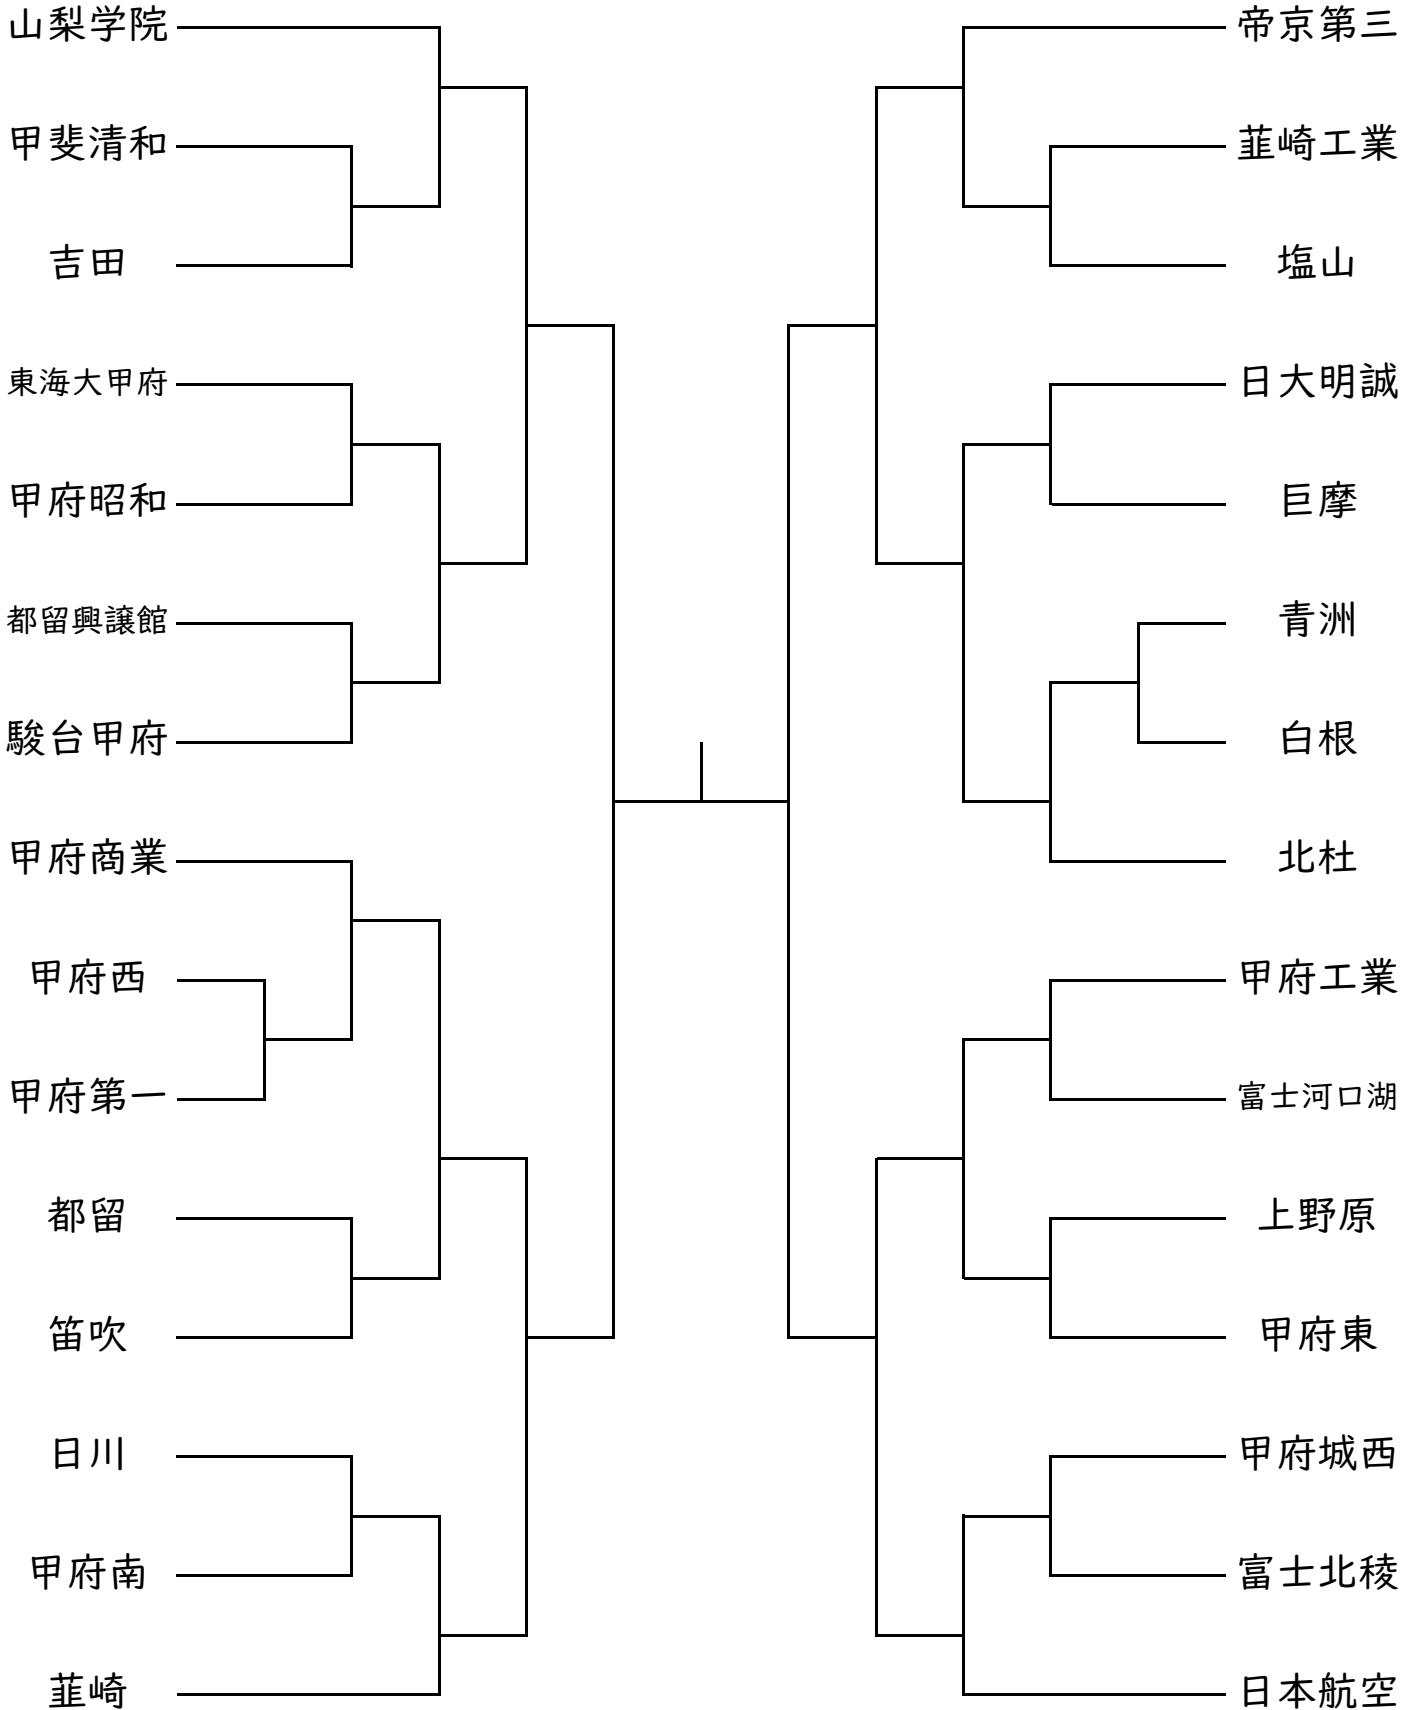 山梨学院
甲斐清和
吉田
東海大甲府
甲府昭和
都留興譲館
駿台甲府
甲府商業
甲府西
甲府第一
都留
笛吹
日川
甲府南
韮崎
帝京第三
韮崎工業
塩山
日大明誠
巨摩
青洲
白根
北杜
甲府工業
富士河口湖
上野原
甲府東
甲府城西
富士北稜
日本航空